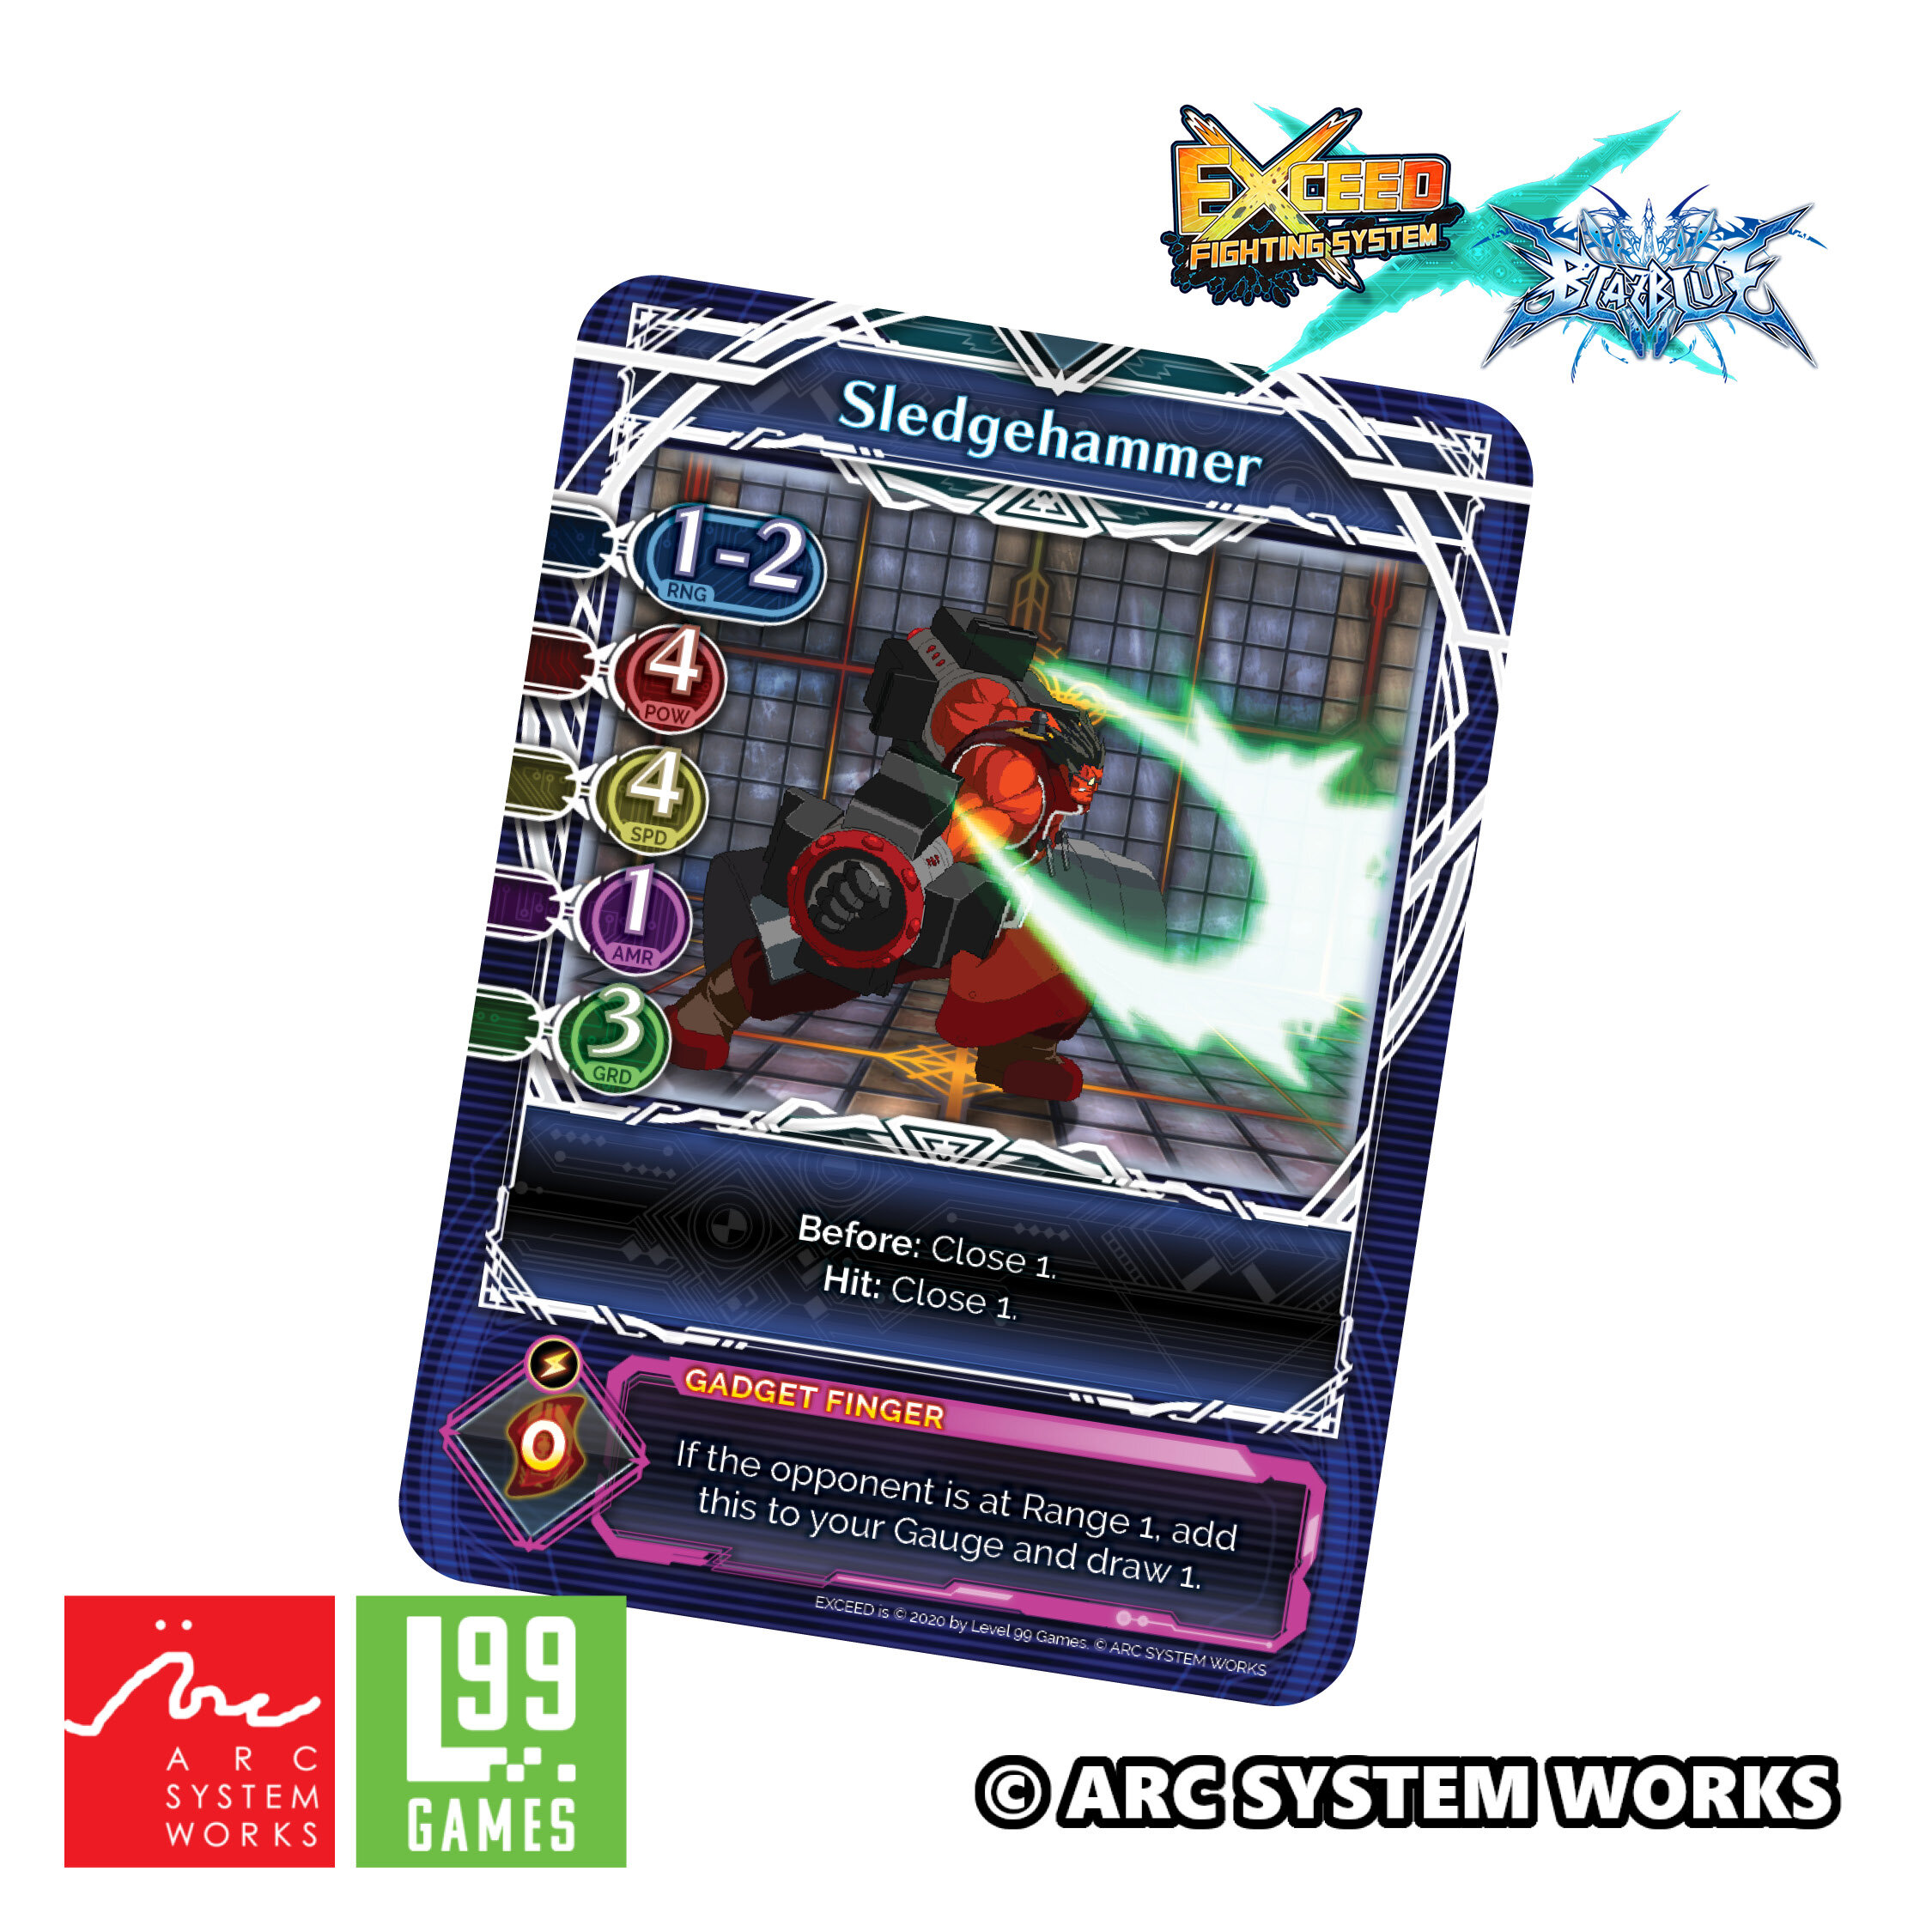 EXCEED
FIGHTING SYSTEM
BLAZBLUE
Sledgehammer
1-2
RNG
4
POW
4
SPD
1
AMR
3
GRD
Before: Close 1.
Hit: Close 1.
0
GADGET FINGER
If the opponent is at Range 1, add
this to your Gauge and draw 1.
EXCEED is © 2020 by Level 99 Games. © ARC SYSTEM WORKS
Arc
ARC
SYSTEM
WORKS
L99
GAMES
© ARC SYSTEM WORKS